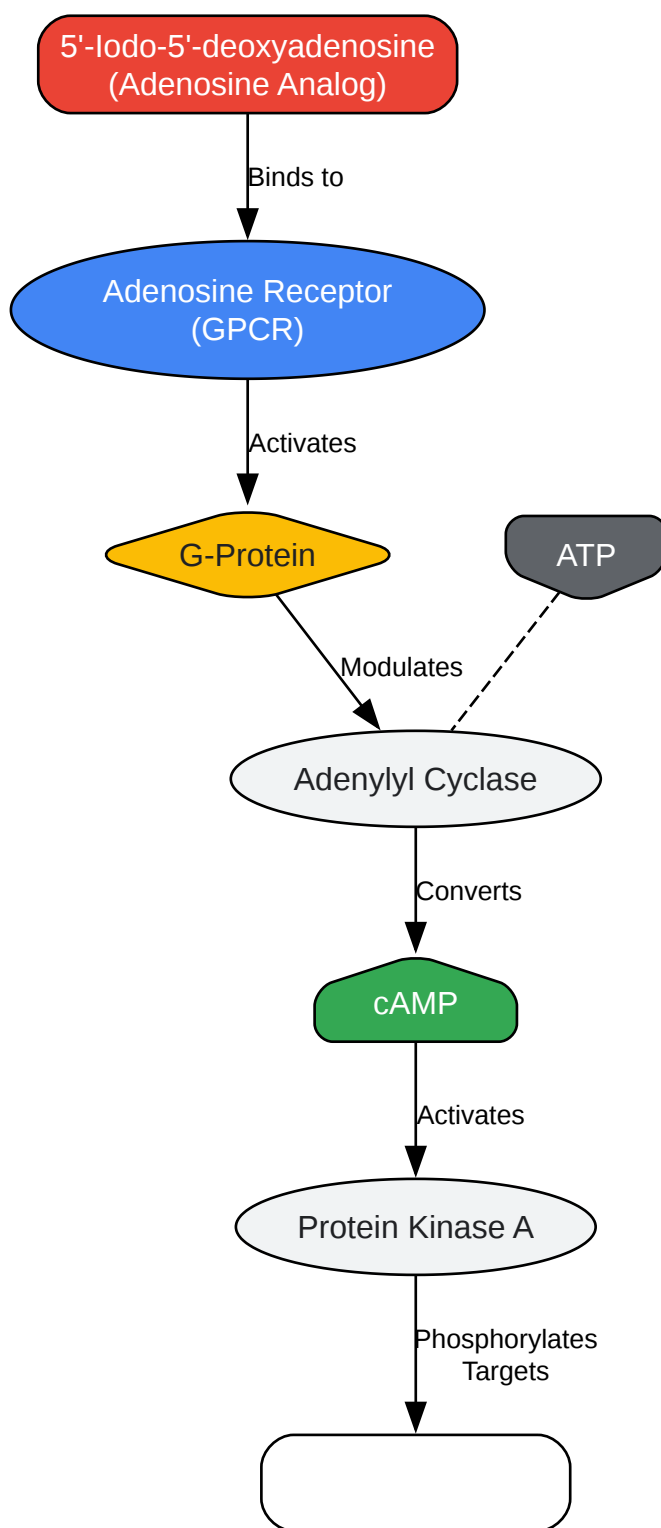 5'-Iodo-5'-deoxyadenosine
(Adenosine Analog)
Binds to
Adenosine Receptor
(GPCR)
Activates
G-Protein
ATP
Modulates
Adenylyl Cyclase
Converts
cAMP
Activates
Protein Kinase A
Phosphorylates
Targets